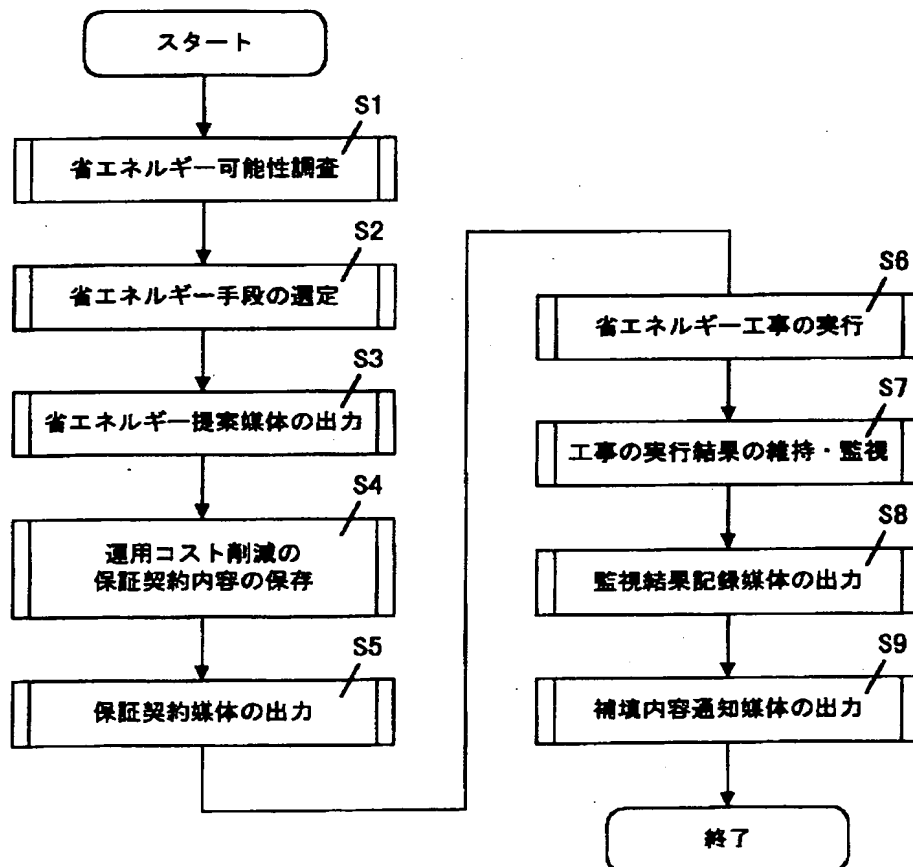 スタート
S1
省エネルギー可能性調査
S2
省エネルギー手段の選定
S3
省エネルギー提案媒体の出力
S4
運用コスト削減の
保証契約内容の保存
S5
保証契約媒体の出力
S6
省エネルギー工事の実行
S7
工事の実行結果の維持・監視
S8
監視結果記録媒体の出力
S9
補填内容通知媒体の出力
終了